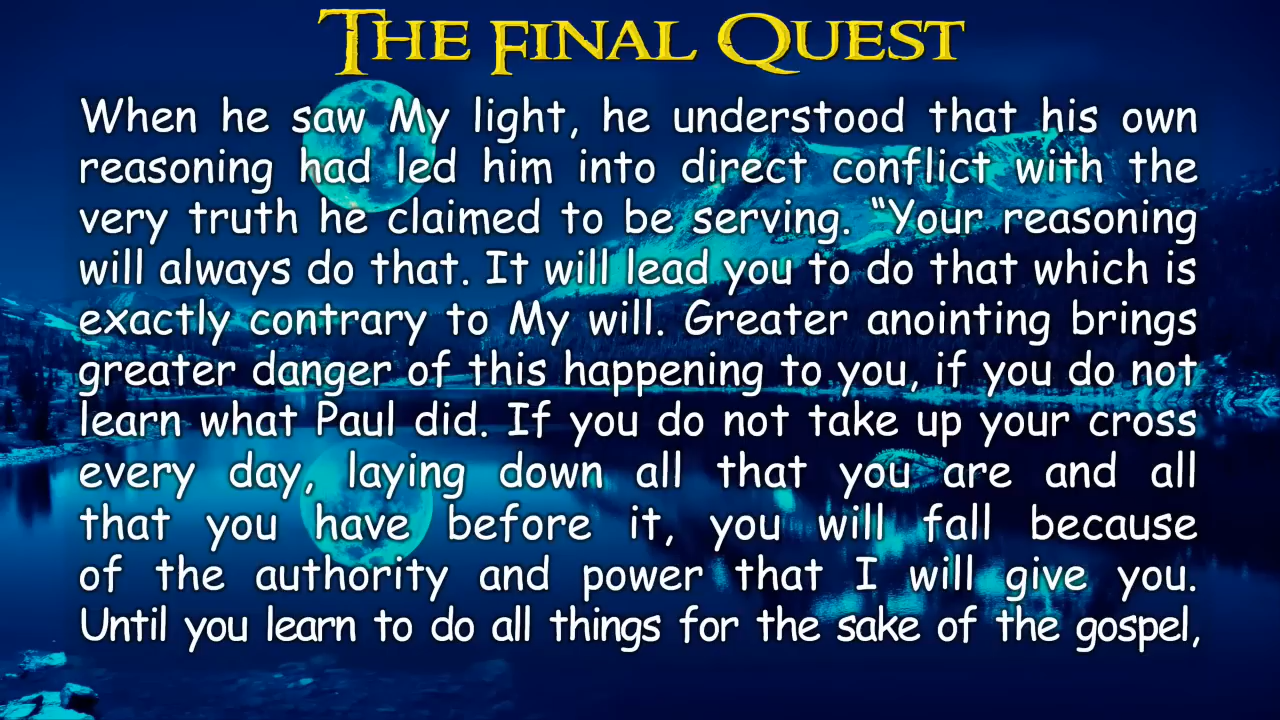 The Final Quest
When he saw My light, he understood that his own
reasoning had led him into direct conflict with the
very truth he claimed to be serving. “Your reasoning
will always do that. It will lead you to do that which is
exactly contrary to My will. Greater anointing brings
greater danger of this happening to you, if you do not
learn what Paul did. If you do not take up your cross
every day, laying down all that you are and all
that you have before it, you will fall because
of the authority and power that I will give you.
Until you learn to do all things for the sake of the gospel,